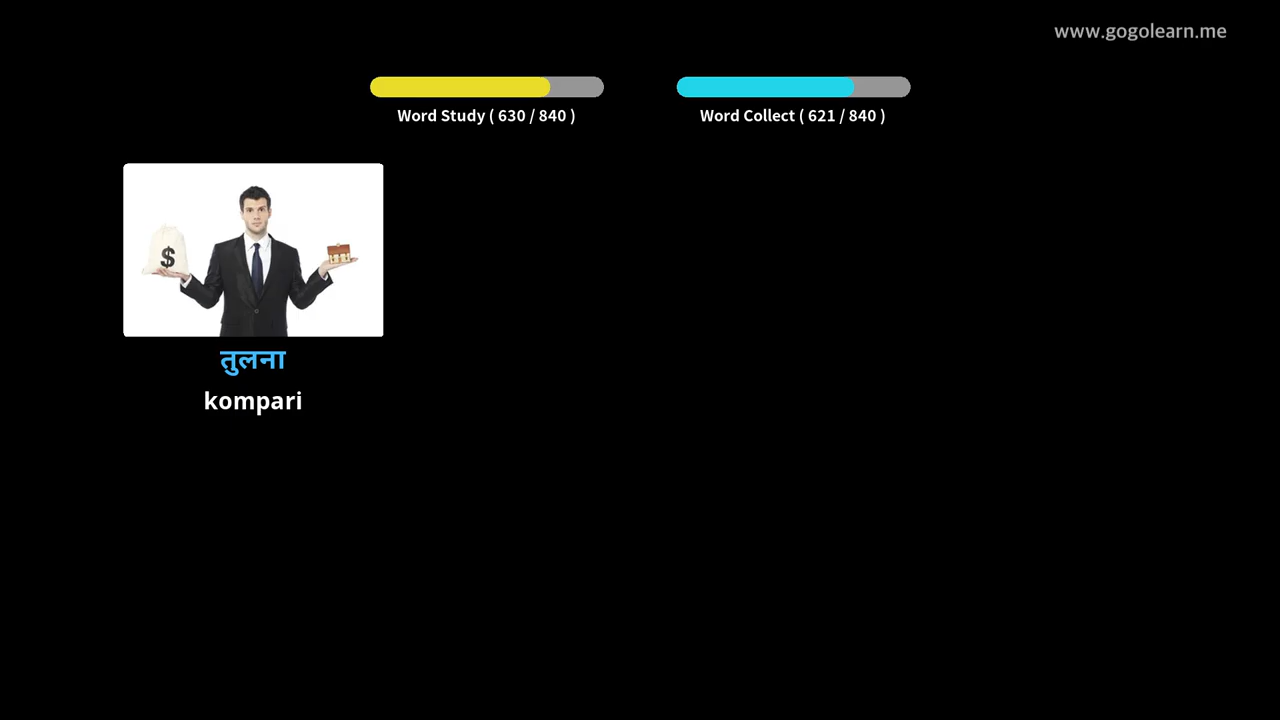 www.gogolearn.me
Word Study ( 630 / 840 )
Word Collect ( 621 / 840 )
$
तुलना
kompari